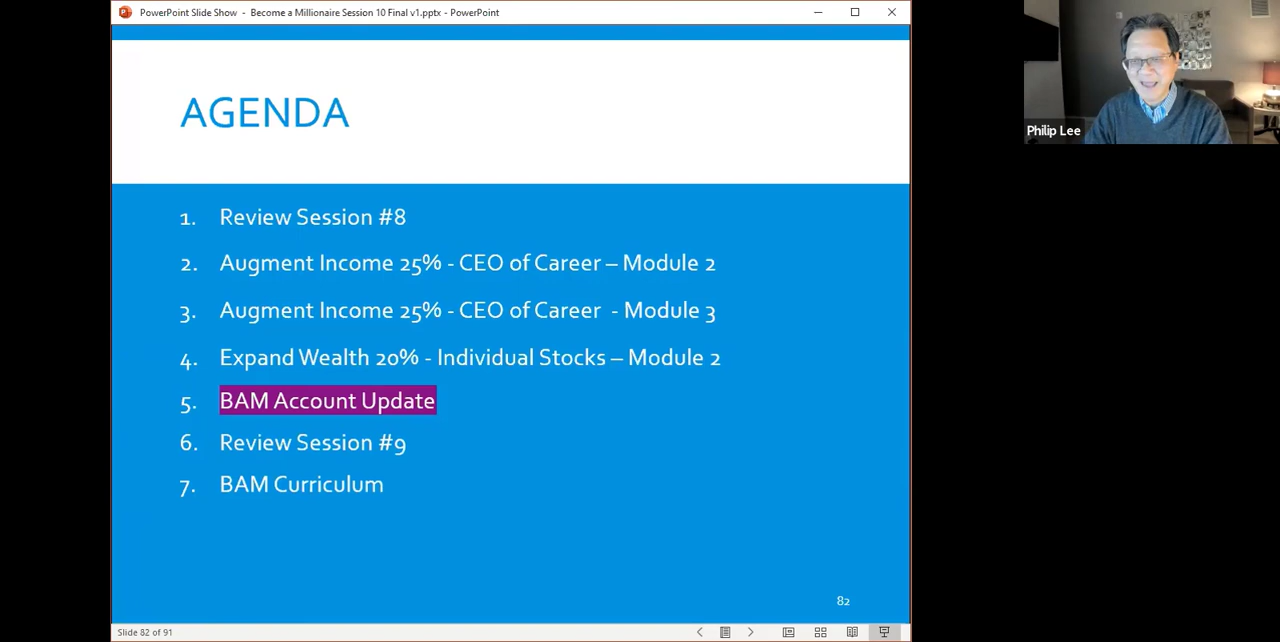 PowerPoint Slide Show - Become a Millionaire Session 10 Final v1.pptx - PowerPoint
AGENDA
1. Review Session #8
2. Augment Income 25% - CEO of Career – Module 2
3. Augment Income 25% - CEO of Career - Module 3
4. Expand Wealth 20% - Individual Stocks – Module 2
5. BAM Account Update
6. Review Session #9
7. BAM Curriculum
82
Slide 82 of 91
Philip Lee